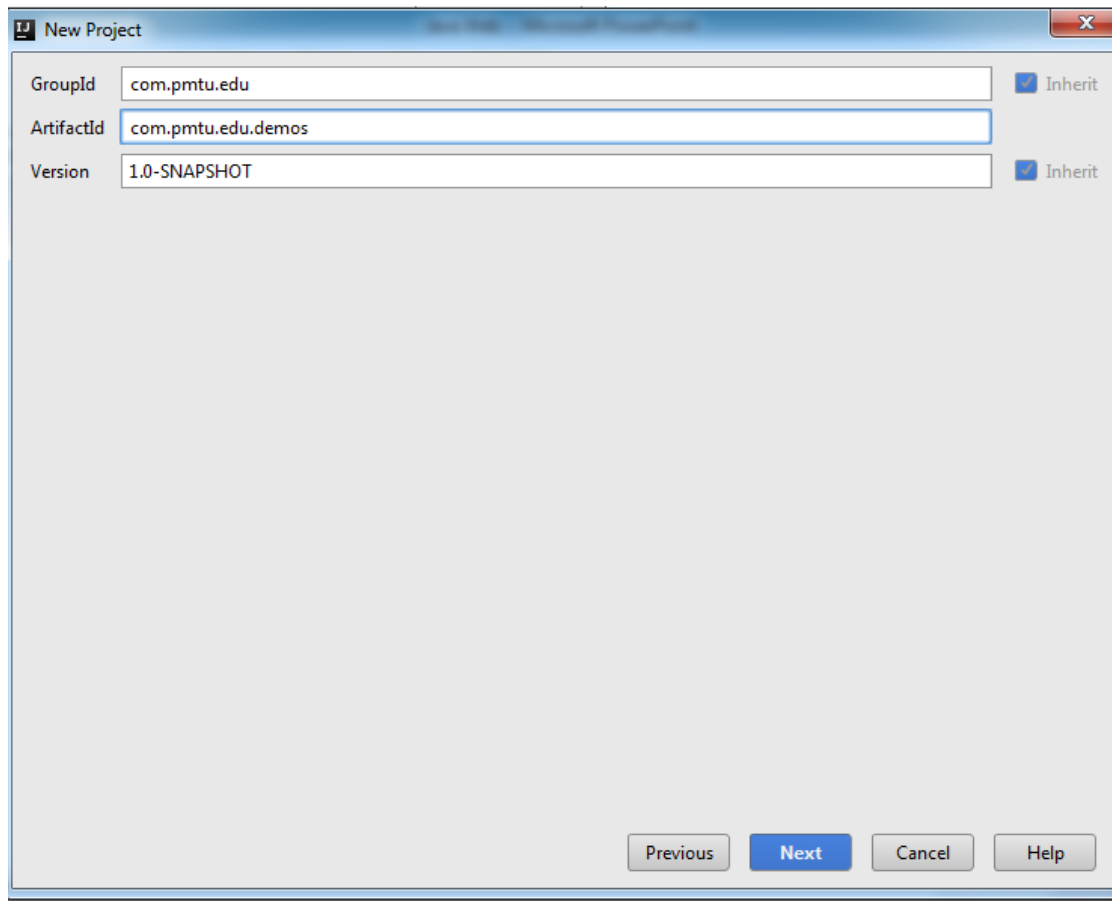 New Project
GroupId com.pmtu.edu Inherit
ArtifactId com.pmtu.edu.demos
Version 1.0-SNAPSHOT Inherit
Previous Next Cancel Help